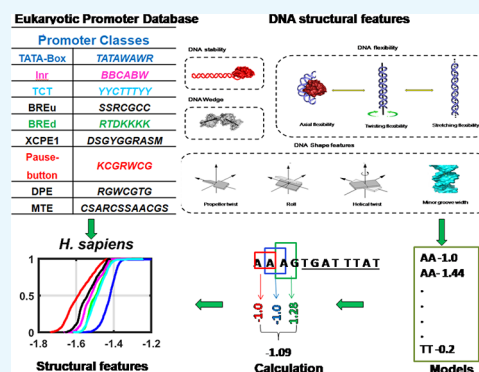 Eukaryotic Promoter Database
DNA structural features
Promoter Classes
TATA-Box TATAWAWR
Inr BBCABW
TCT YYCTTTYY
BREu SSRCGCC
BREd RTDKKKK
XCPE1 DSGYGGRASM
Pause-button KCGRWCG
DPE RGWCGTG
MTE CSARCSSAACGS
DNA stability
DNA Wedge
DNA flexibility
Axial flexibility
Twisting flexibility
Stretching flexibility
DNA Shape features
Propeller twist
Roll
Helical twist
Minor groove width
H. sapiens
1
0.5
0
-1.8 -1.6 -1.4 -1.2
Structural features
A A A G T G A T T T A T
-1.0
-1.0
1.28
-1.09
Calculation
AA -1.0
AA - 1.44
TT -0.2
Models